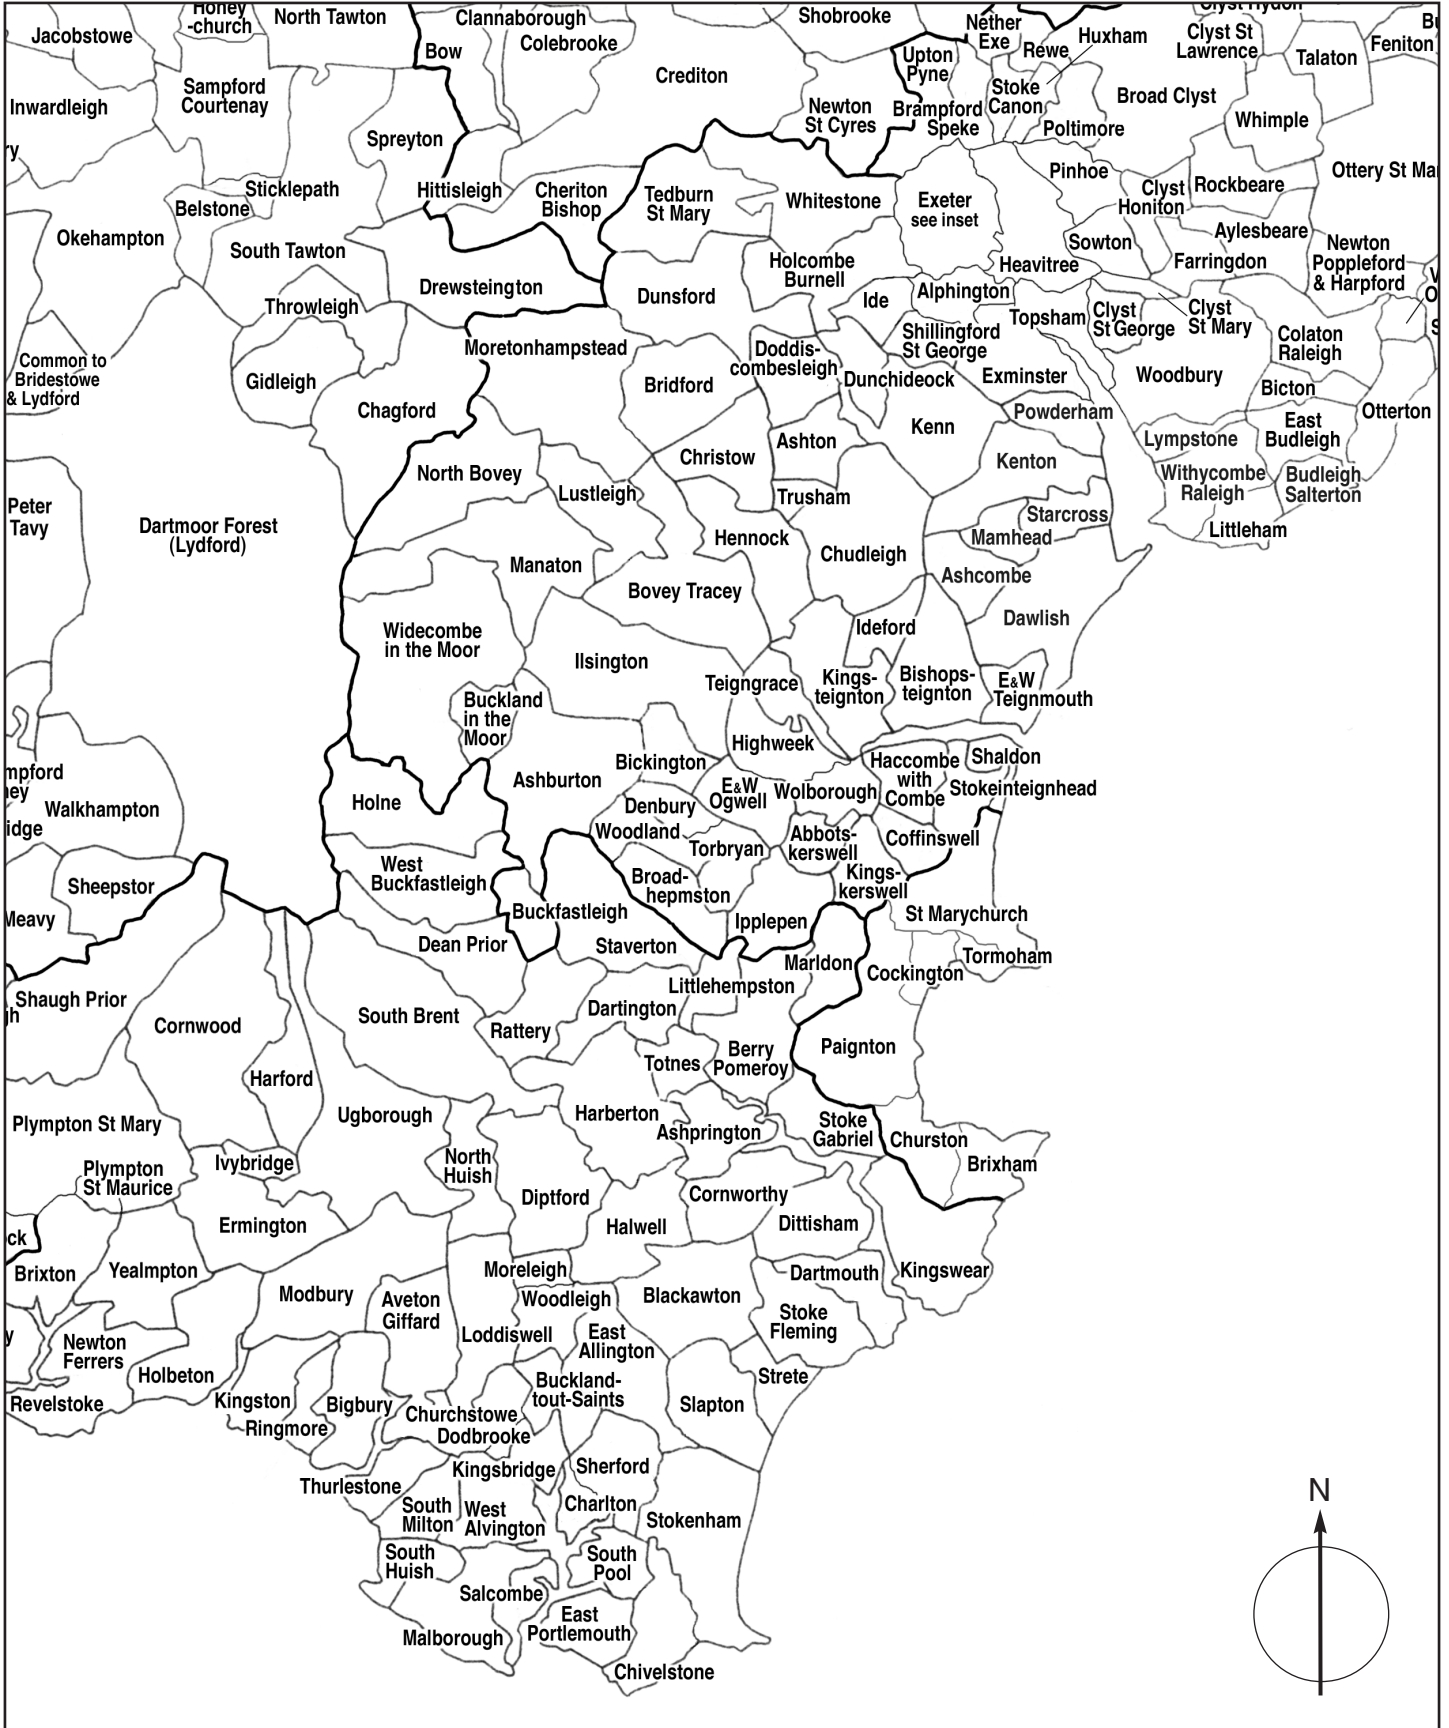 Honey
-church
North Tawton
Clannaborough
Shobrooke
Clyst Hydon
Jacobstowe
Bow
Colebrooke
Nether
Exe
Rewe
Huxham
Clyst St
Lawrence
Talaton
Feniton
Inwardleigh
Sampford
Courtenay
Crediton
Upton
Pyne
Stoke
Canon
Broad Clyst
Whimple
Spreyton
Newton
St Cyres
Brampford
Speke
Poltimore
Sticklepath
Hittisleigh
Cheriton
Bishop
Tedburn
St Mary
Whitestone
Exeter
see inset
Pinhoe
Clyst
Honiton
Rockbeare
Ottery St Ma
Belstone
Okehampton
South Tawton
Sowton
Aylesbeare
Farringdon
Newton
Poppleford
& Harpford
Heavitree
Holcombe
Burnell
Drewsteignton
Dunsford
Ide
Alphington
Throwleigh
Topsham
Clyst
St George
Clyst
St Mary
Shillingford
St George
Colaton
Raleigh
Common to
Bridestowe
& Lydford
Gidleigh
Moretonhampstead
Bridford
Doddis-
combesleigh
Dunchideock
Exminster
Woodbury
Bicton
Chagford
Powderham
Otterton
Kenn
Ashton
East
Budleigh
Lympstone
North Bovey
Christow
Kenton
Withycombe
Raleigh
Budleigh
Salterton
Lustleigh
Trusham
Peter
Tavy
Dartmoor Forest
(Lydford)
Starcross
Littleham
Hennock
Mamhead
Chudleigh
Manaton
Bovey Tracey
Ashcombe
Dawlish
Widecombe
in the Moor
Ideford
Ilsington
Teigngrace
Kings-
teignton
Bishops-
teignton
E&W
Teignmouth
Buckland
in the
Moor
Highweek
Bickington
Haccombe
with
Combe
Shaldon
Stokeinteignhead
Ashburton
E&W
Ogwell
Wolborough
Holne
Denbury
Walkhampton
Woodland
Abbots-
kerswell
Coffinswell
Torbryan
West
Buckfastleigh
Broad-
hepmston
Kings-
kerswell
Sheepstor
Meavy
Buckfastleigh
Ipplepen
St Marychurch
Dean Prior
Staverton
Marldon
Tormoham
Cockington
Littlehempston
Shaugh Prior
Cornwood
South Brent
Dartington
Rattery
Paignton
Totnes
Berry
Pomeroy
Harford
Ugborough
Harberton
Plympton St Mary
Ashprington
Stoke
Gabriel
Churston
Brixham
Ivybridge
North
Huish
Plympton
St Maurice
Diptford
Cornworthy
Ermington
Halwell
Dittisham
Brixton
Yealmpton
Moreleigh
Dartmouth
Kingswear
Modbury
Aveton
Giffard
Woodleigh
Blackawton
Stoke
Fleming
Loddiswell
East
Allington
Newton
Ferrers
Holbeton
Strete
Revelstoke
Kingston
Ringmore
Bigbury
Buckland-
tout-Saints
Slapton
Churchstowe
Dodbrooke
Kingsbridge
Sherford
Thurlestone
Charlton
South
Milton
West
Alvington
Stokenham
N
South
Huish
South
Pool
Salcombe
East
Portlemouth
Malborough
Chivelstone